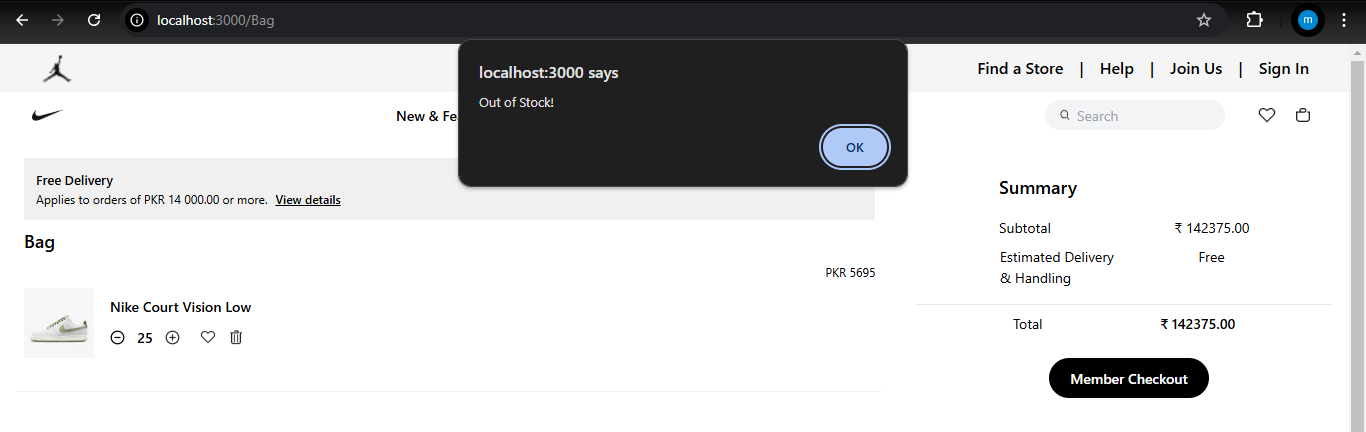 localhost:3000/Bag
m
localhost:3000 says
Out of Stock!
OK
Find a Store | Help | Join Us | Sign In
New & Fea
Search
Free Delivery
Applies to orders of PKR 14 000.00 or more. View details
Bag
PKR 5695
Nike Court Vision Low
25
Summary
Subtotal ₹ 142375.00
Estimated Delivery & Handling Free
Total ₹ 142375.00
Member Checkout